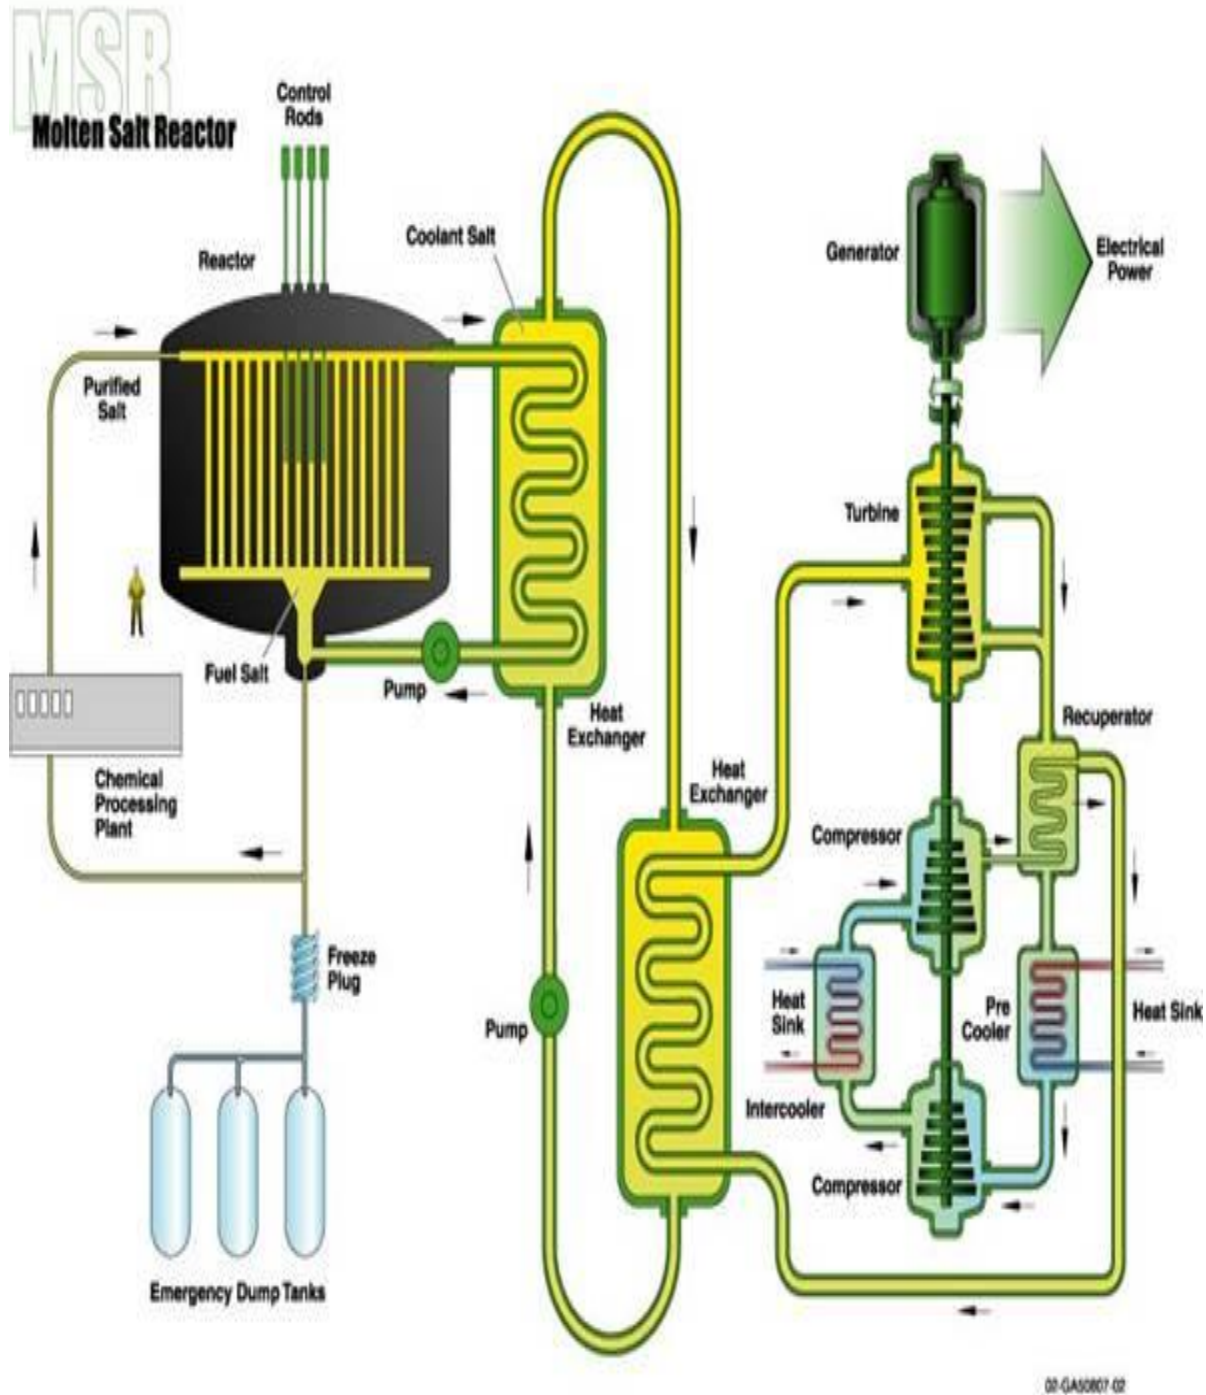 MSR
Molten Salt Reactor
Control
Rods
Reactor
Coolant Salt
Generator
Electrical
Power
Purified
Salt
Turbine
Fuel Salt
Pump
Heat
Exchanger
Recuperator
Heat
Exchanger
Chemical
Processing
Plant
Compressor
Freeze
Plug
Pump
Heat
Sink
Pre
Cooler
Heat Sink
Intercooler
Compressor
Emergency Dump Tanks
02-GA50807-02